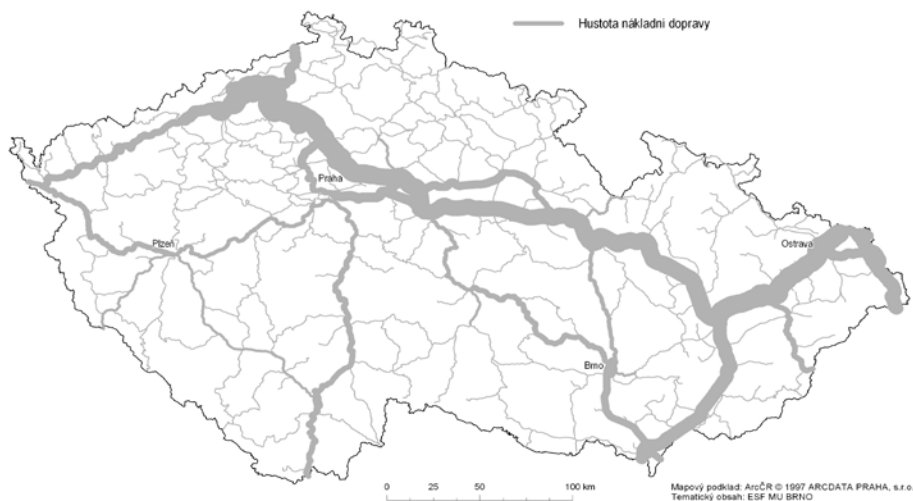 Hustota nákladní dopravy
Praha
Plzeň
Ostrava
Brno
0 25 50 100 km
Mapový podklad: ArcČR © 1997 ARCDATA PRAHA, s.r.o.
Tematický obsah: ESF MU BRNO